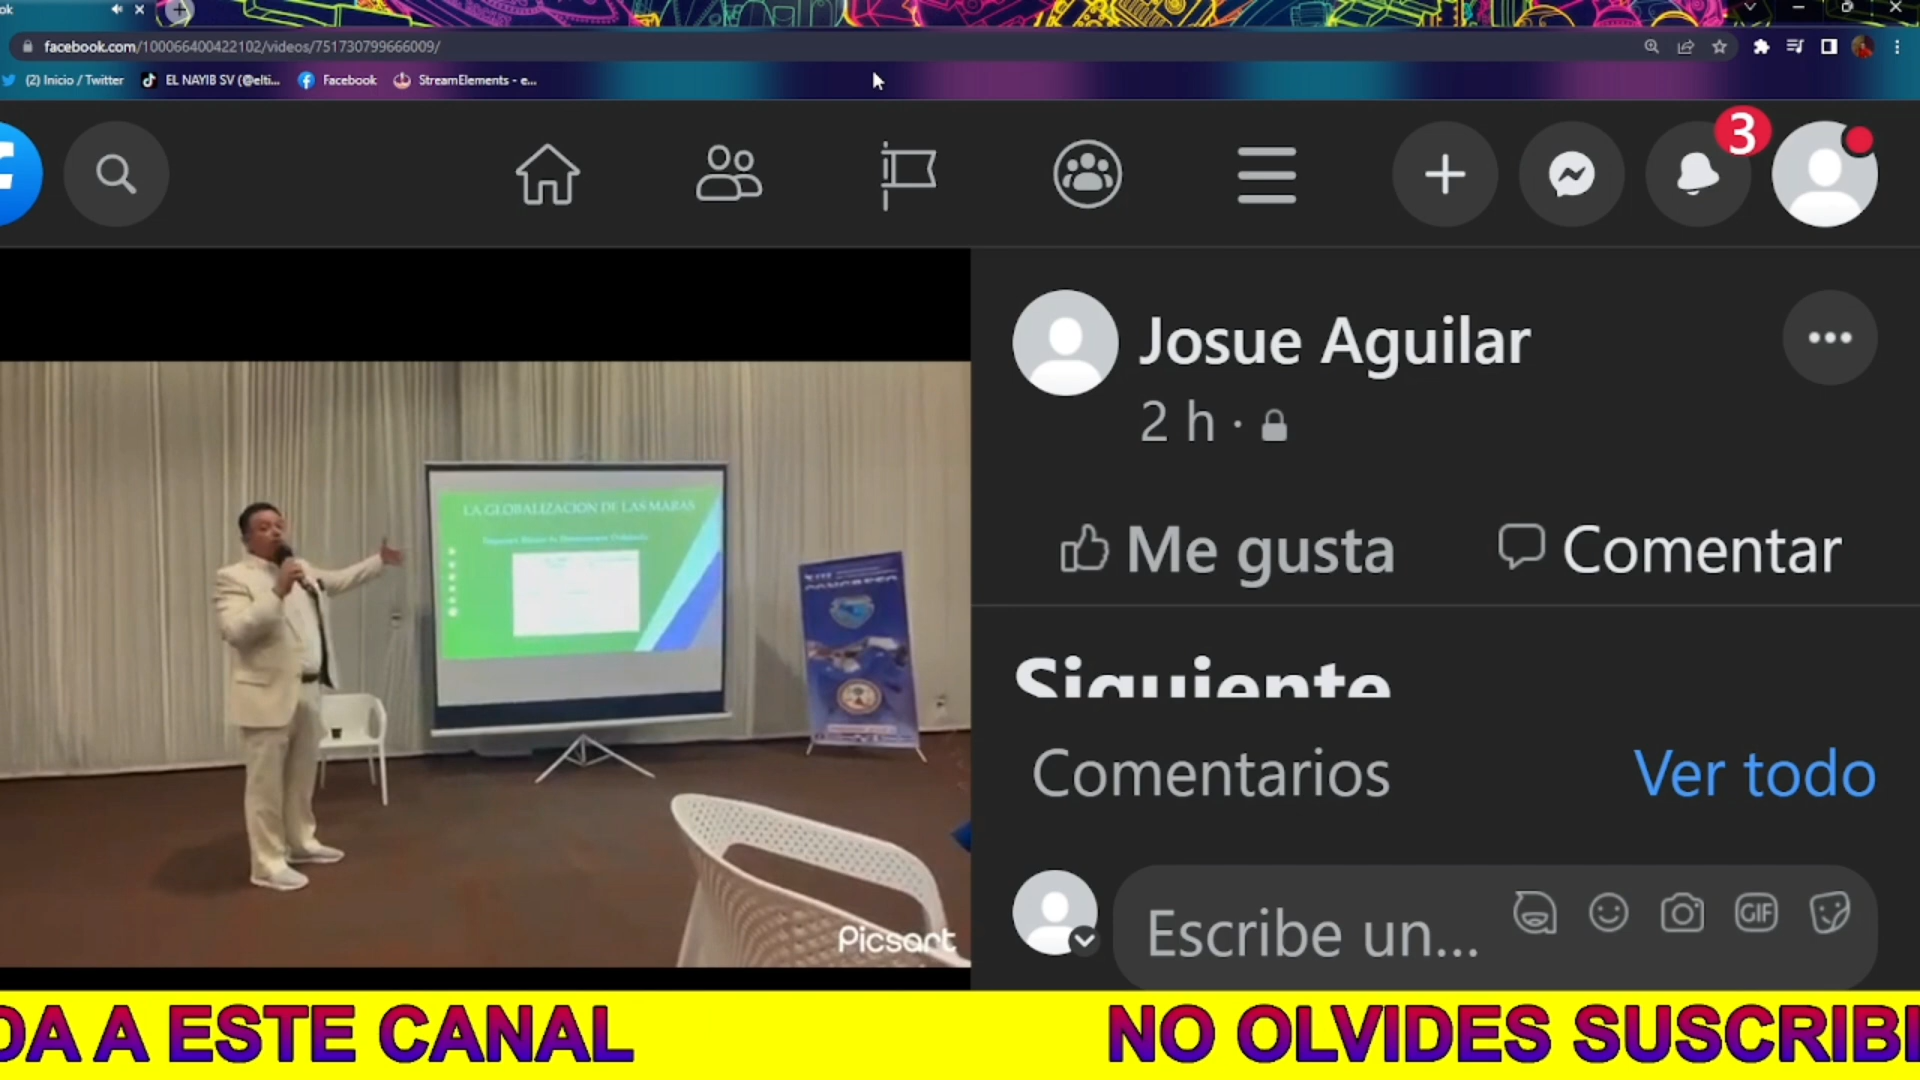 ok
facebook.com/100066400422102/videos/751730799666009/
(2) Inicio / Twitter
EL NAYIB SV (@elti...
Facebook
StreamElements - e...
3
Josue Aguilar
2 h ·
Me gusta
Comentar
Siguiente
Comentarios
Ver todo
Escribe un...
GIF
LA GLOBALIZACION DE LAS MARAS
CONGRESO
Picsart
DA A ESTE CANAL
NO OLVIDES SUSCRIBI